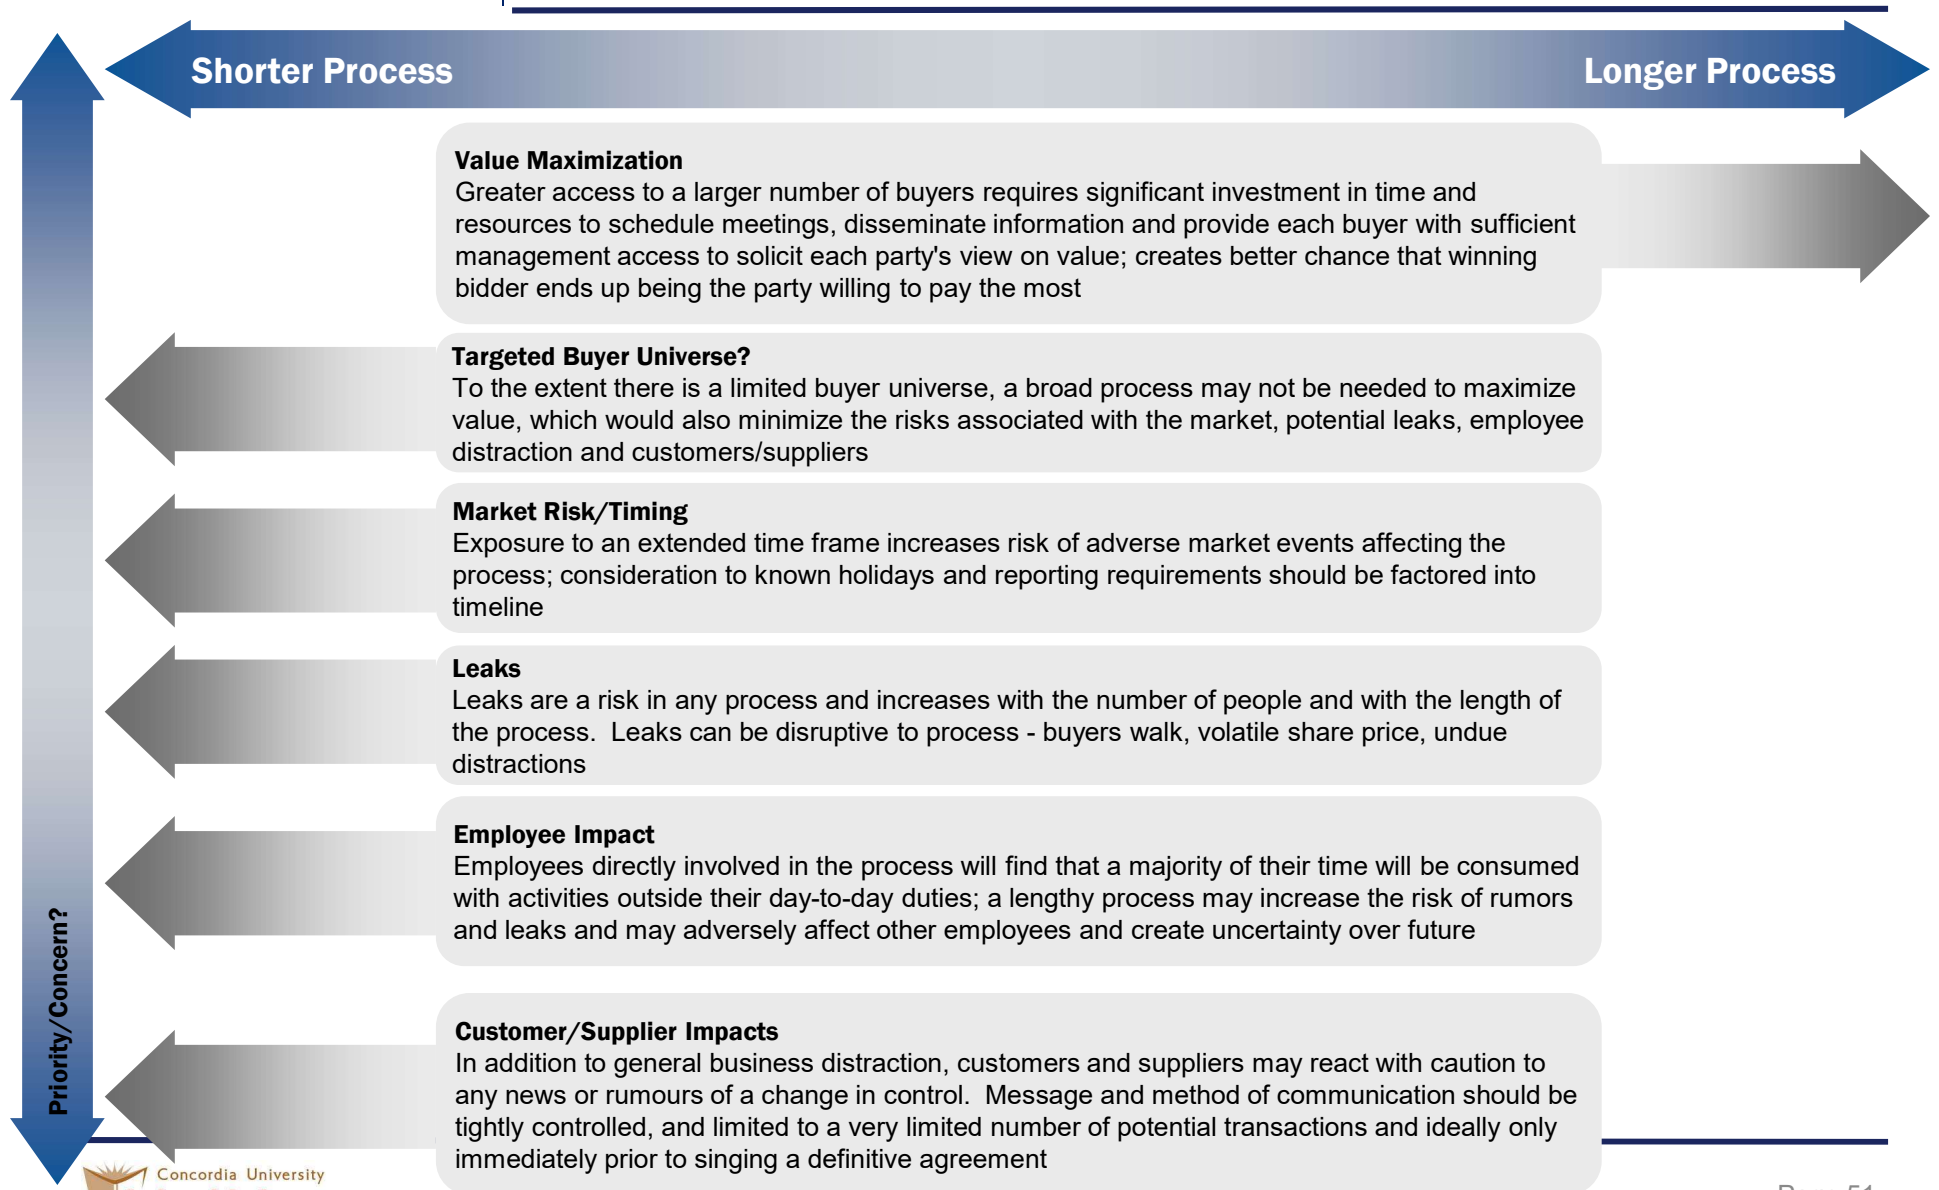 Shorter Process
Longer Process
Value Maximization
Greater access to a larger number of buyers requires significant investment in time and
resources to schedule meetings, disseminate information and provide each buyer with sufficient
management access to solicit each party's view on value; creates better chance that winning
bidder ends up being the party willing to pay the most
Targeted Buyer Universe?
To the extent there is a limited buyer universe, a broad process may not be needed to maximize
value, which would also minimize the risks associated with the market, potential leaks, employee
distraction and customers/suppliers
Market Risk/Timing
Exposure to an extended time frame increases risk of adverse market events affecting the
process; consideration to known holidays and reporting requirements should be factored into
timeline
Leaks
Leaks are a risk in any process and increases with the number of people and with the length of
the process.  Leaks can be disruptive to process - buyers walk, volatile share price, undue
distractions
Employee Impact
Employees directly involved in the process will find that a majority of their time will be consumed
with activities outside their day-to-day duties; a lengthy process may increase the risk of rumors
and leaks and may adversely affect other employees and create uncertainty over future
Priority/Concern?
Customer/Supplier Impacts
In addition to general business distraction, customers and suppliers may react with caution to
any news or rumours of a change in control.  Message and method of communication should be
tightly controlled, and limited to a very limited number of potential transactions and ideally only
immediately prior to singing a definitive agreement
Concordia University